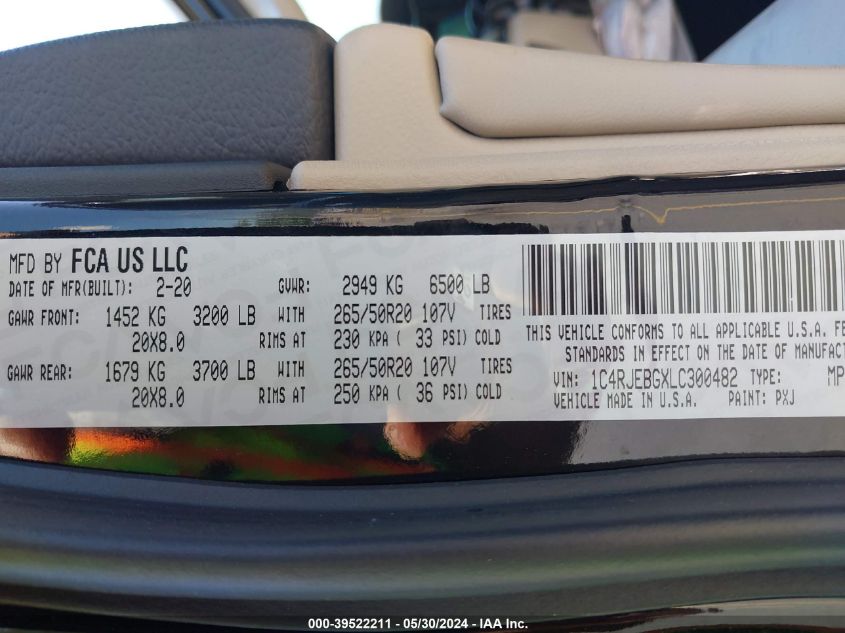 MFD BY FCA US LLC
DATE OF MFR(BUILT): 2-20 GVWR: 2949 KG 6500 LB
GAWR FRONT: 1452 KG 3200 LB WITH 265/50R20 107V TIRES
20X8.0 RIMS AT 230 KPA ( 33 PSI) COLD
GAWR REAR: 1679 KG 3700 LB WITH 265/50R20 107V TIRES
20X8.0 RIMS AT 250 KPA ( 36 PSI) COLD
THIS VEHICLE CONFORMS TO ALL APPLICABLE U.S.A. FE
STANDARDS IN EFFECT ON THE DATE OF MANUFACT
VIN: 1C4RJEBGXLC300482 TYPE: MP
VEHICLE MADE IN U.S.A. PAINT: PXJ
000-39522211 - 05/30/2024 - IAA Inc.